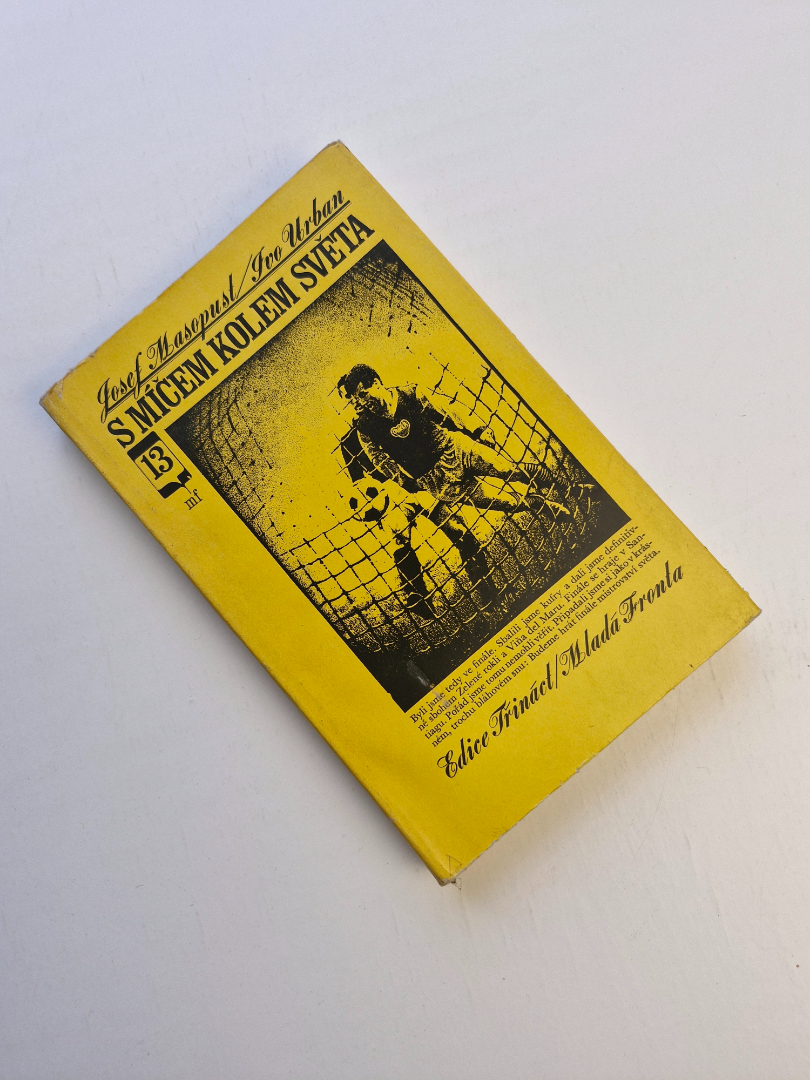 Josef Masopust/Ivo Urban
S MÍČEM KOLEM SVĚTA
13
mf
Byli jsme tedy ve finále. Sbalili jsme kufry a dali jsme definitiv-
ně sbohem Zelené rokli a Viña del Maru. Finále se hraje v San-
tiagu. Pořád jsme tomu nemohli věřit. Připadali jsme si jako v krás-
ném, trochu bláhovém snu: Budeme hrát finále mistrovství světa.
Edice Třináct/Mladá Fronta